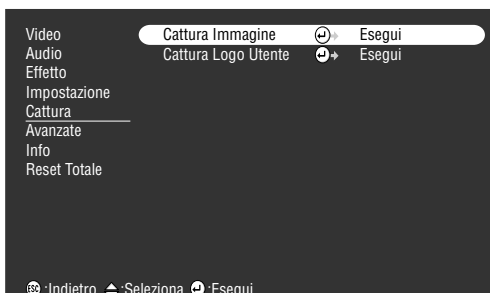 Video
Audio
Effetto
Impostazione
Cattura
Avanzate
Info
Reset Totale
Cattura Immagine Esegui
Cattura Logo Utente Esegui
ESC :Indietro :Seleziona :Esegui